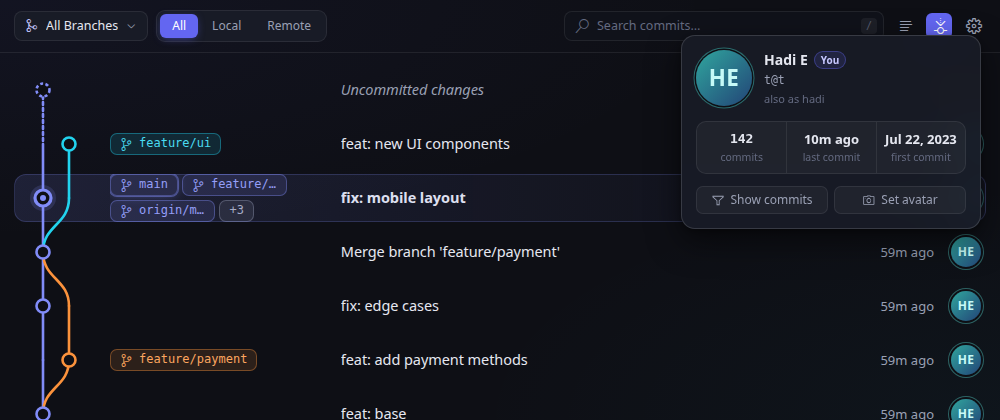 All Branches
All Local Remote
Search commits... /
Hadi E You
t@t
also as hadi
142 10m ago Jul 22, 2023
commits last commit first commit
Show commits Set avatar
Uncommitted changes
feature/ui feat: new UI components
main feature/…
origin/m… +3
fix: mobile layout
Merge branch 'feature/payment' 59m ago HE
fix: edge cases 59m ago HE
feature/payment feat: add payment methods 59m ago HE
feat: base 59m ago HE
HE